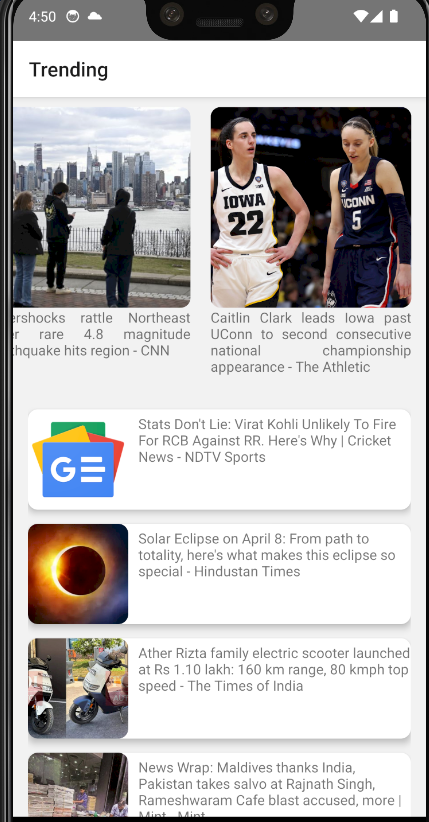 4:50
Trending
IOWA
22
UCONN
5
ershocks rattle Northeast
er rare 4.8 magnitude
thquake hits region - CNN
Caitlin Clark leads Iowa past
UConn to second consecutive
national championship
appearance - The Athletic
GE
Stats Don't Lie: Virat Kohli Unlikely To Fire
For RCB Against RR. Here's Why | Cricket
News - NDTV Sports
Solar Eclipse on April 8: From path to
totality, here's what makes this eclipse so
special - Hindustan Times
Ather Rizta family electric scooter launched
at Rs 1.10 lakh: 160 km range, 80 kmph top
speed - The Times of India
News Wrap: Maldives thanks India,
Pakistan takes salvo at Rajnath Singh,
Rameshwaram Cafe blast accused, more |
Mint - Mint